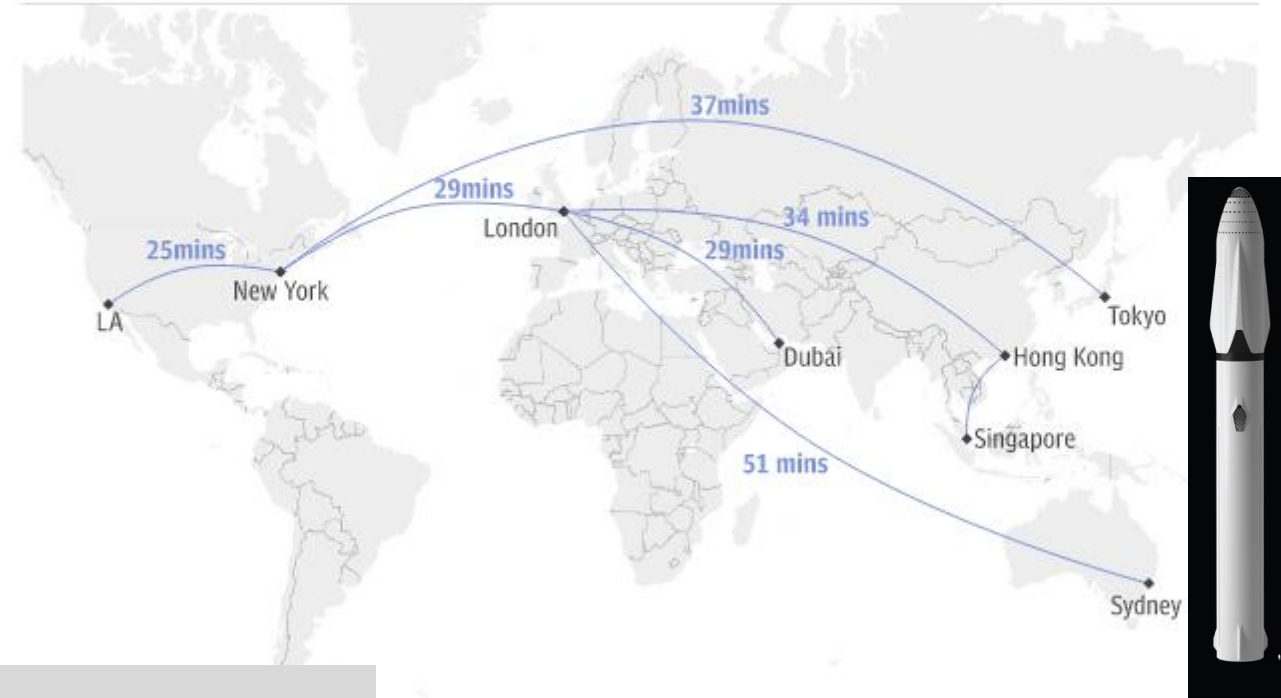 37mins
29mins
London
34 mins
25mins
29mins
New York
LA
Tokyo
Dubai
Hong Kong
Singapore
51 mins
Sydney